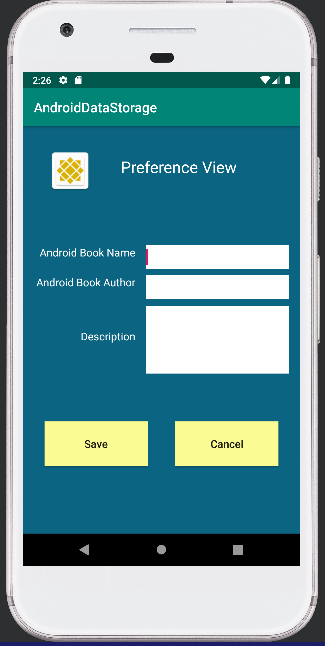 2:26
AndroidDataStorage
Preference View
Android Book Name
Android Book Author
Description
Save
Cancel